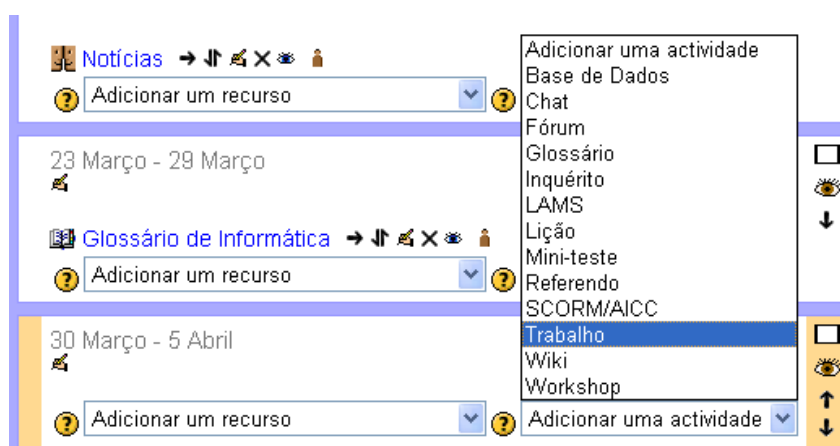 Notícias
Adicionar um recurso
23 Março - 29 Março
Glossário de Informática
Adicionar um recurso
30 Março - 5 Abril
Adicionar um recurso
Adicionar uma actividade
Base de Dados
Chat
Fórum
Glossário
Inquérito
LAMS
Lição
Mini-teste
Referendo
SCORM/AICC
Trabalho
Wiki
Workshop
Adicionar uma actividade